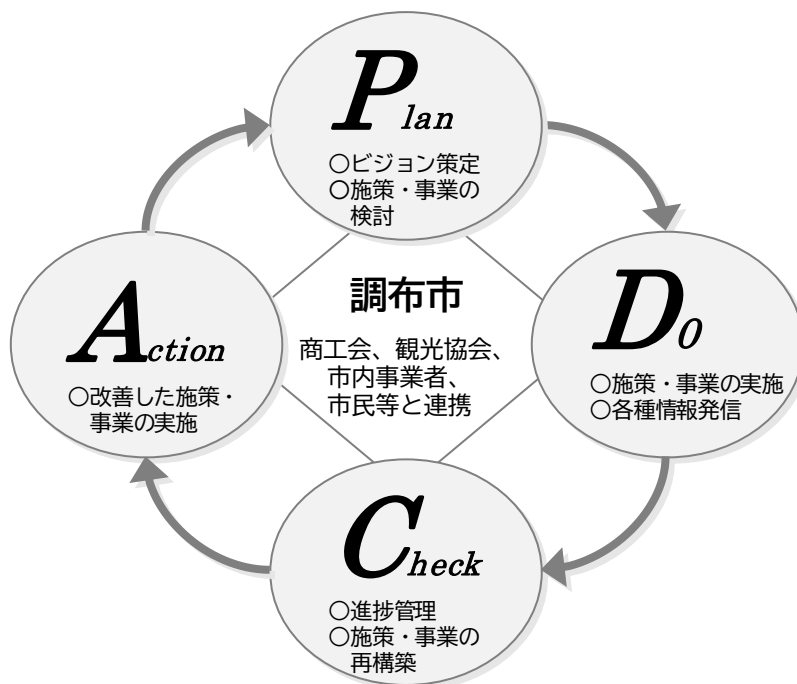 Plan
○ビジョン策定
○施策・事業の
検討
Action
○改善した施策・
事業の実施
調布市
商工会、観光協会、
市内事業者、
市民等と連携
Do
○施策・事業の実施
○各種情報発信
Check
○進捗管理
○施策・事業の
再構築